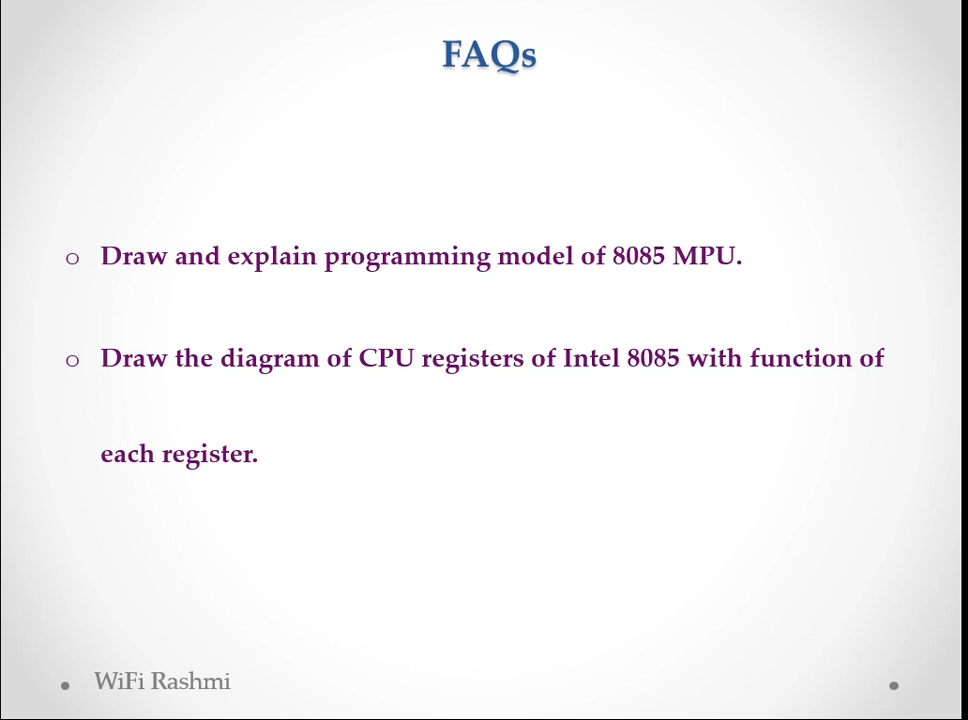 FAQs
o Draw and explain programming model of 8085 MPU.
o Draw the diagram of CPU registers of Intel 8085 with function of
each register.
• WiFi Rashmi •